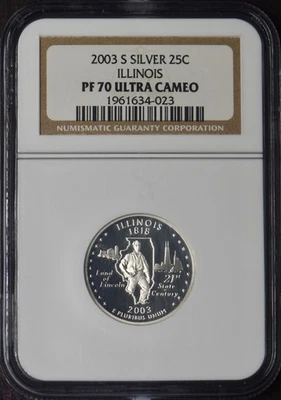 2003 S SILVER 25C
ILLINOIS
PF 70 ULTRA CAMEO
1961634-023
NUMISMATIC GUARANTY CORPORATION
ILLINOIS
1818
Land
of
Lincoln
21st
State
Century
2003
E PLURIBUS UNUM